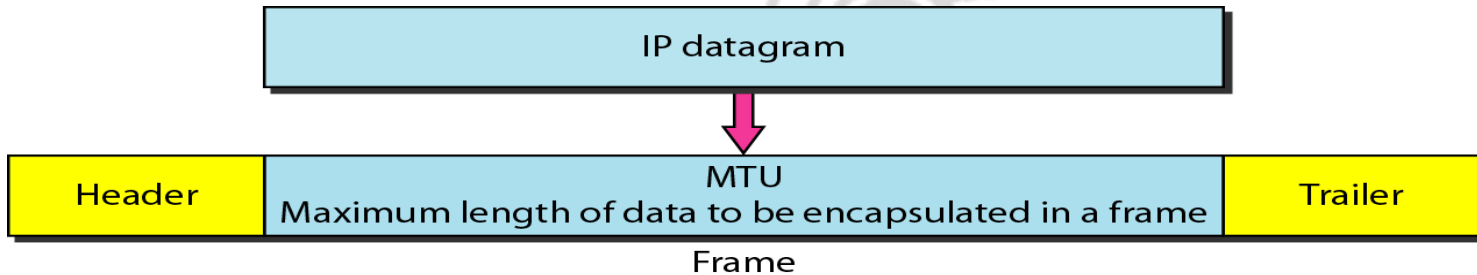 IP datagram
Header
MTU
Maximum length of data to be encapsulated in a frame
Trailer
Frame